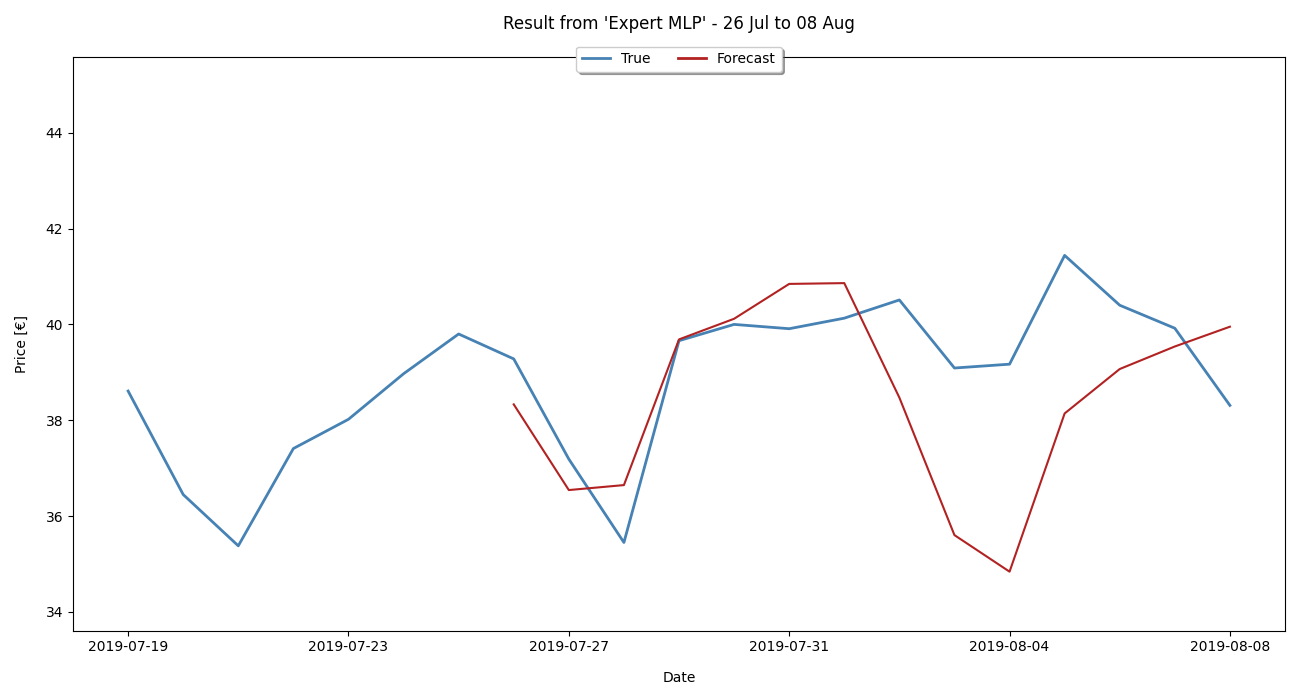 Result from 'Expert MLP' - 26 Jul to 08 Aug
True Forecast
44
42
40
38
36
34
Price [€]
2019-07-19 2019-07-23 2019-07-27 2019-07-31 2019-08-04 2019-08-08
Date